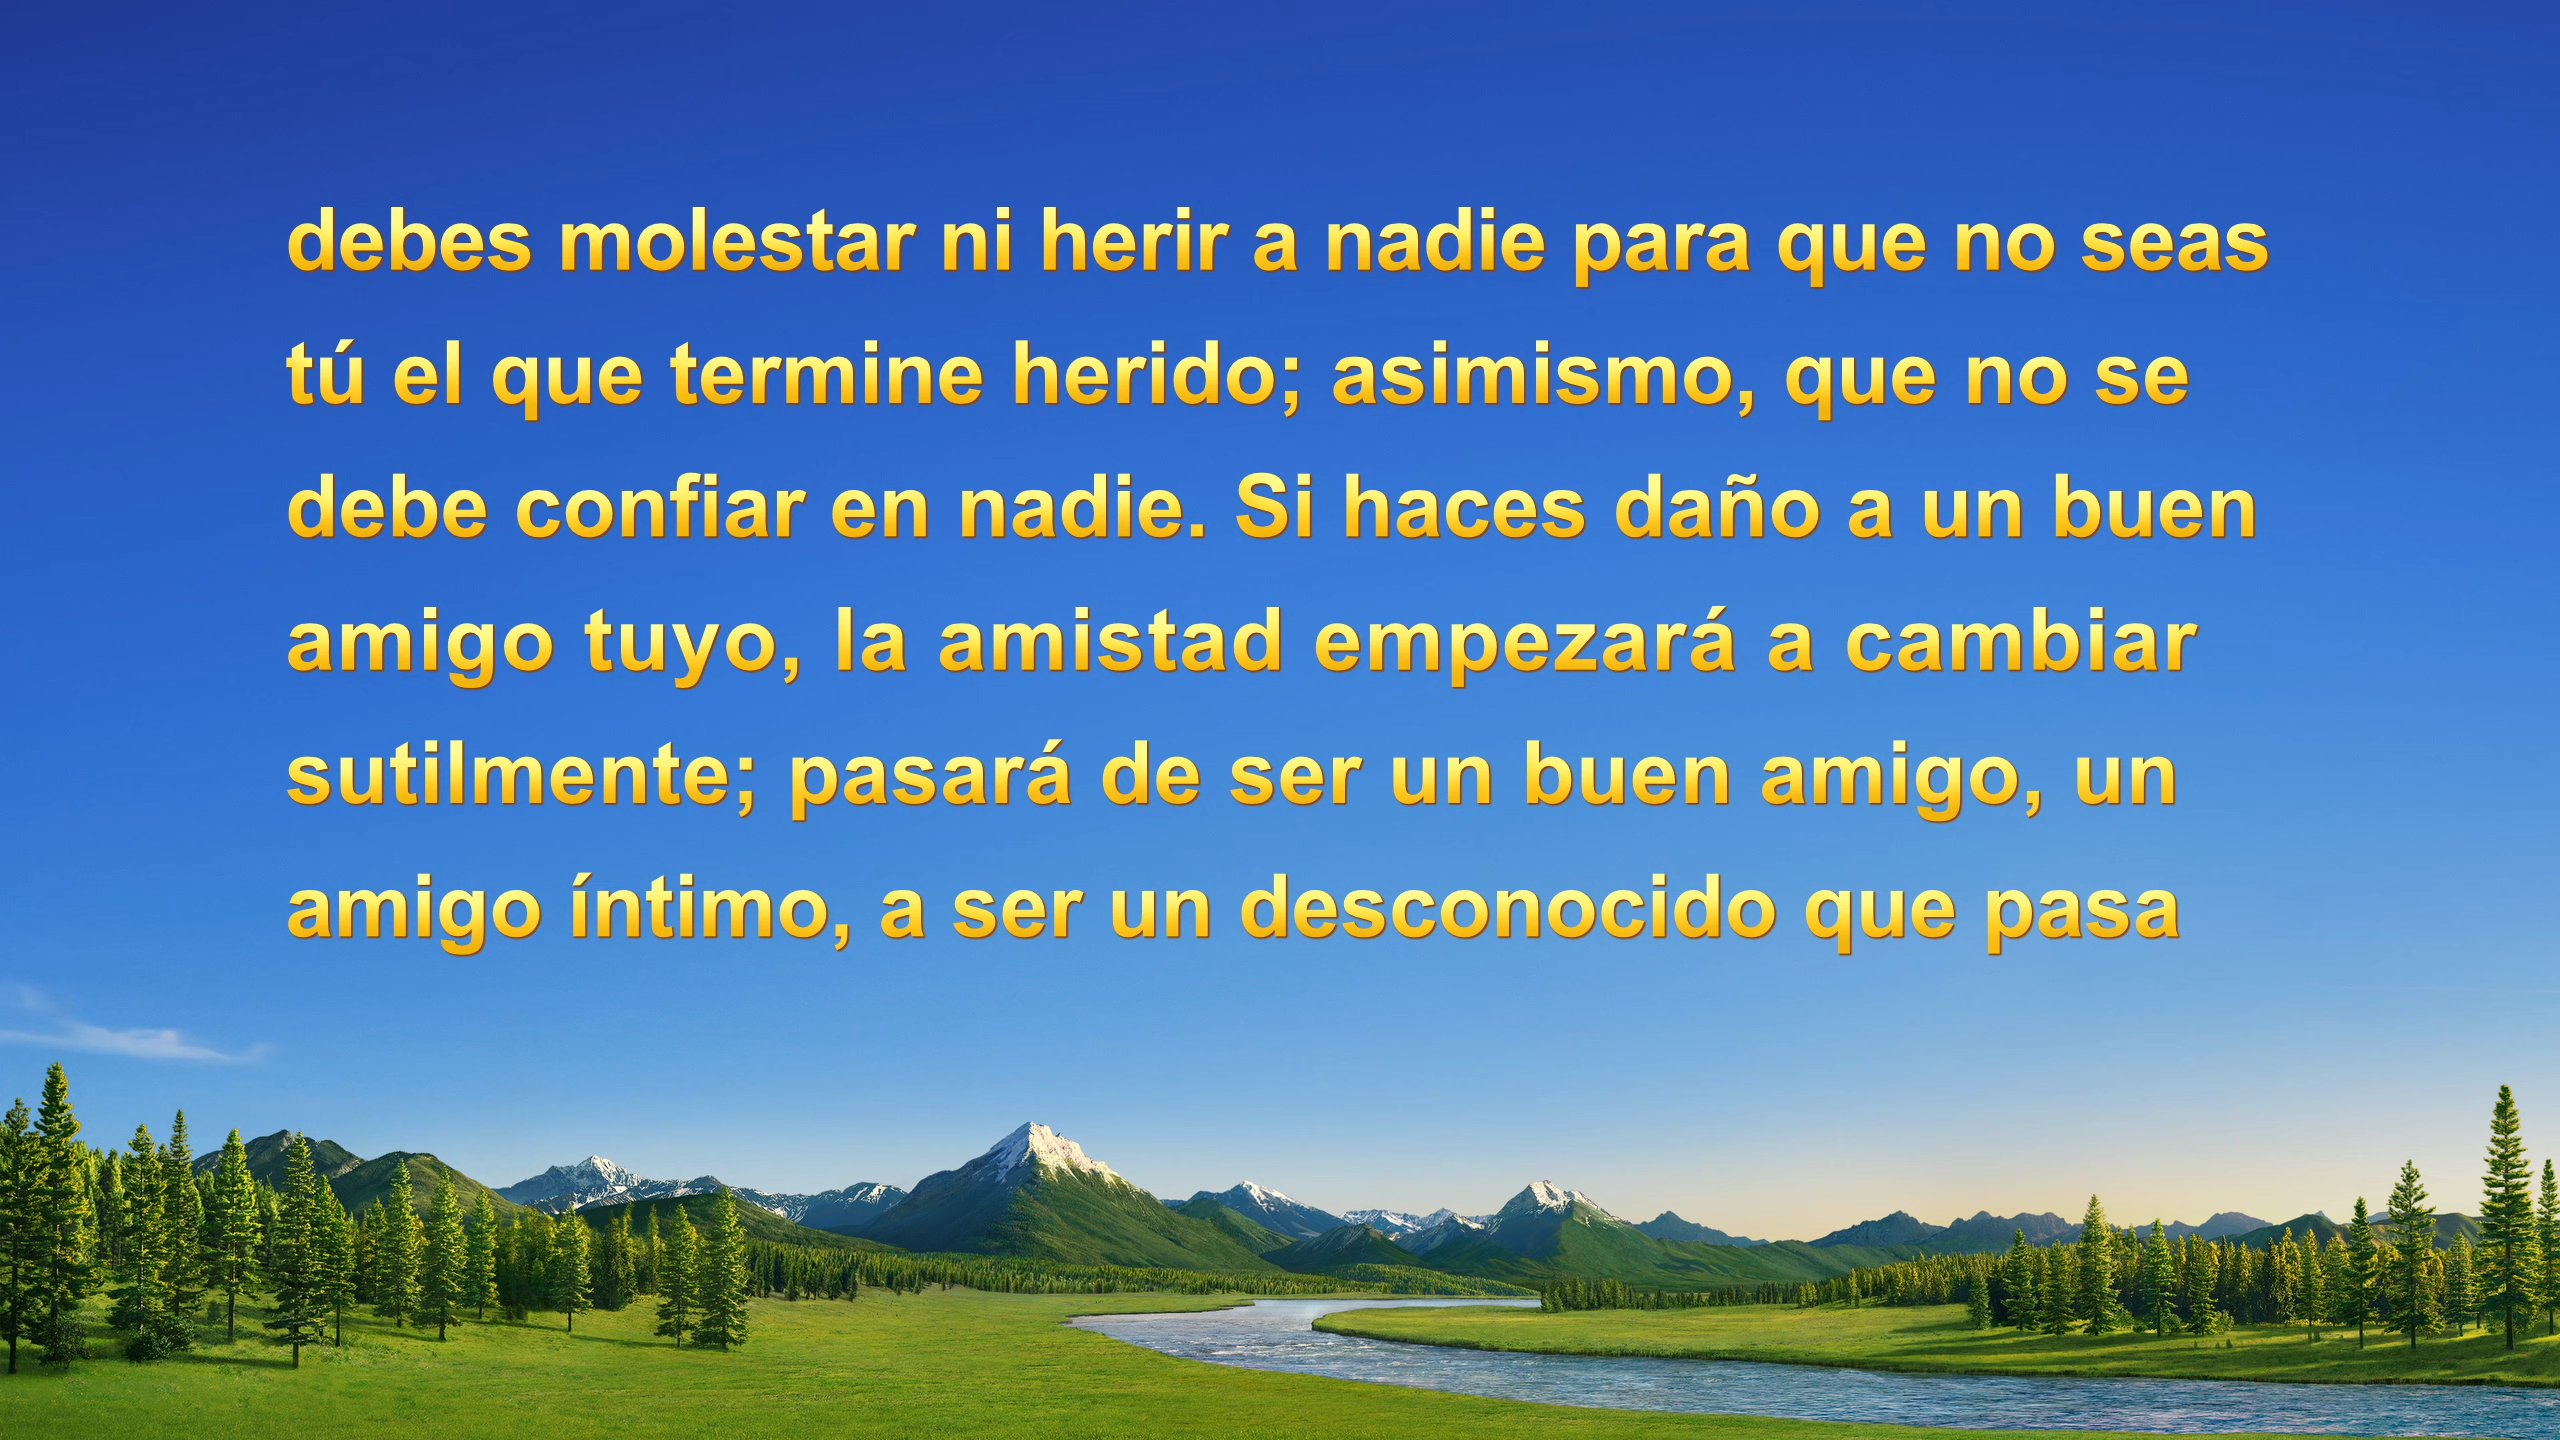 debes molestar ni herir a nadie para que no seas
tú el que termine herido; asimismo, que no se
debe confiar en nadie. Si haces daño a un buen
amigo tuyo, la amistad empezará a cambiar
sutilmente; pasará de ser un buen amigo, un
amigo íntimo, a ser un desconocido que pasa